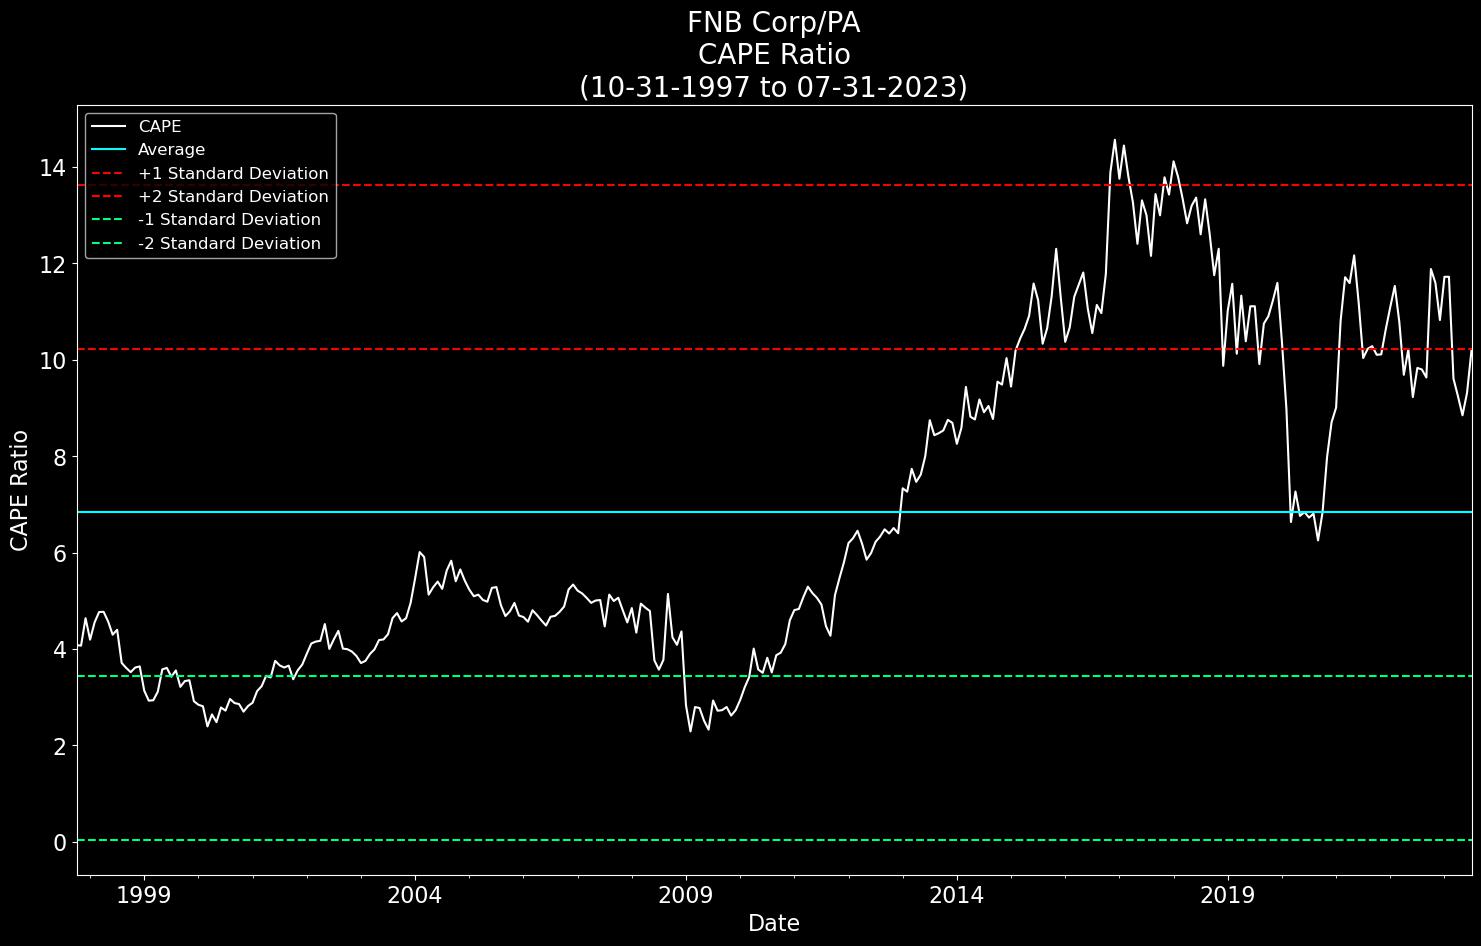 FNB Corp/PA
CAPE Ratio
(10-31-1997 to 07-31-2023)
CAPE
Average
+1 Standard Deviation
+2 Standard Deviation
-1 Standard Deviation
-2 Standard Deviation
CAPE Ratio
14
12
10
8
6
4
2
0
1999
2004
2009
2014
2019
Date